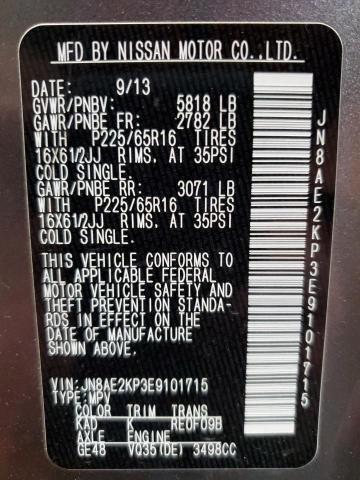 MFD BY NISSAN MOTOR CO.,LTD.
DATE: 9/13
GVWR/PNBV: 5818 LB
GAWR/PNBE FR: 2782 LB
WITH P225/65R16 TIRES
16X61/2JJ RIMS, AT 35PSI
COLD SINGLE.
GAWR/PNBE RR: 3071 LB
WITH P225/65R16 TIRES
16X61/2JJ RIMS, AT 35PSI
COLD SINGLE.
THIS VEHICLE CONFORMS TO
ALL APPLICABLE FEDERAL
MOTOR VEHICLE SAFETY AND
THEFT PREVENTION STANDA-
RDS IN EFFECT ON THE
DATE OF MANUFACTURE
SHOWN ABOVE.
VIN:JN8AE2KP3E9101715
TYPE:MPV
COLOR TRIM TRANS
KAD K RE0F09B
AXLE ENGINE
GE48 VQ35(DE) 3498CC
JN8AE2KP3E9101715